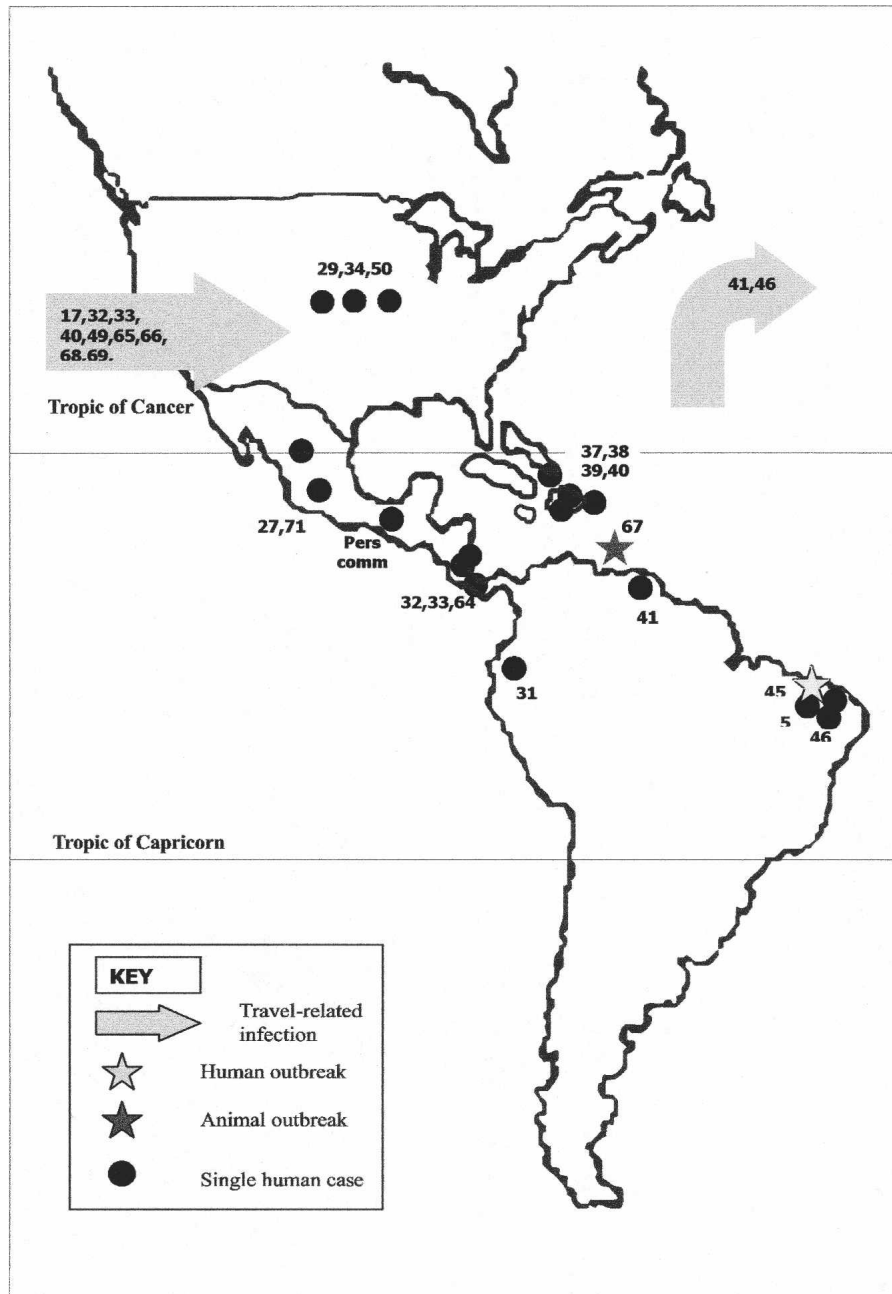 29,34,50
41,46
17,32,33,
40,49,65,66,
68,69.
Tropic of Cancer
37,38
39,40
27,71
Pers
comm
67
32,33,64
41
31
45
5
46
Tropic of Capricorn
KEY
Travel-related
infection
Human outbreak
Animal outbreak
Single human case